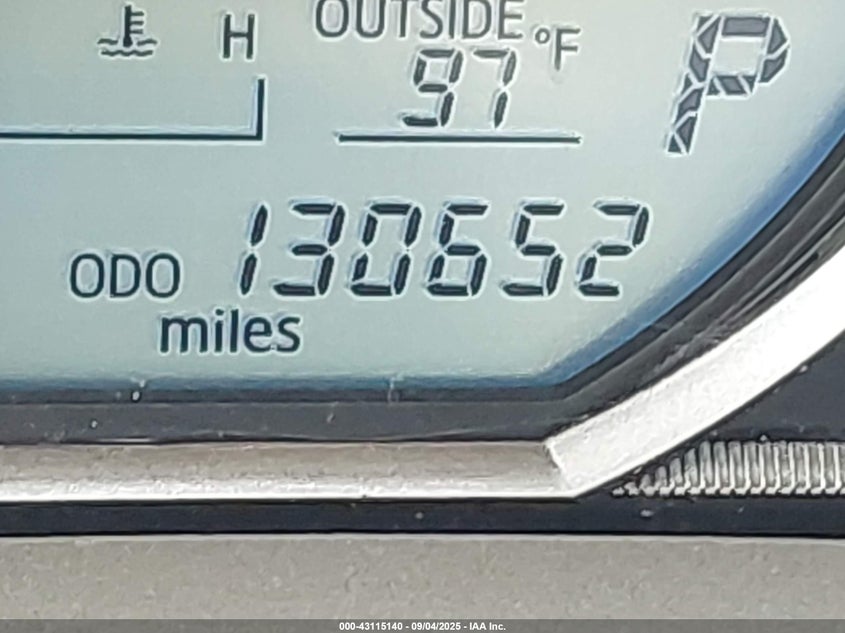 OUTSIDE
H 97 °F P
ODO 130652
miles
000-43115140 - 09/04/2025 - IAA Inc.